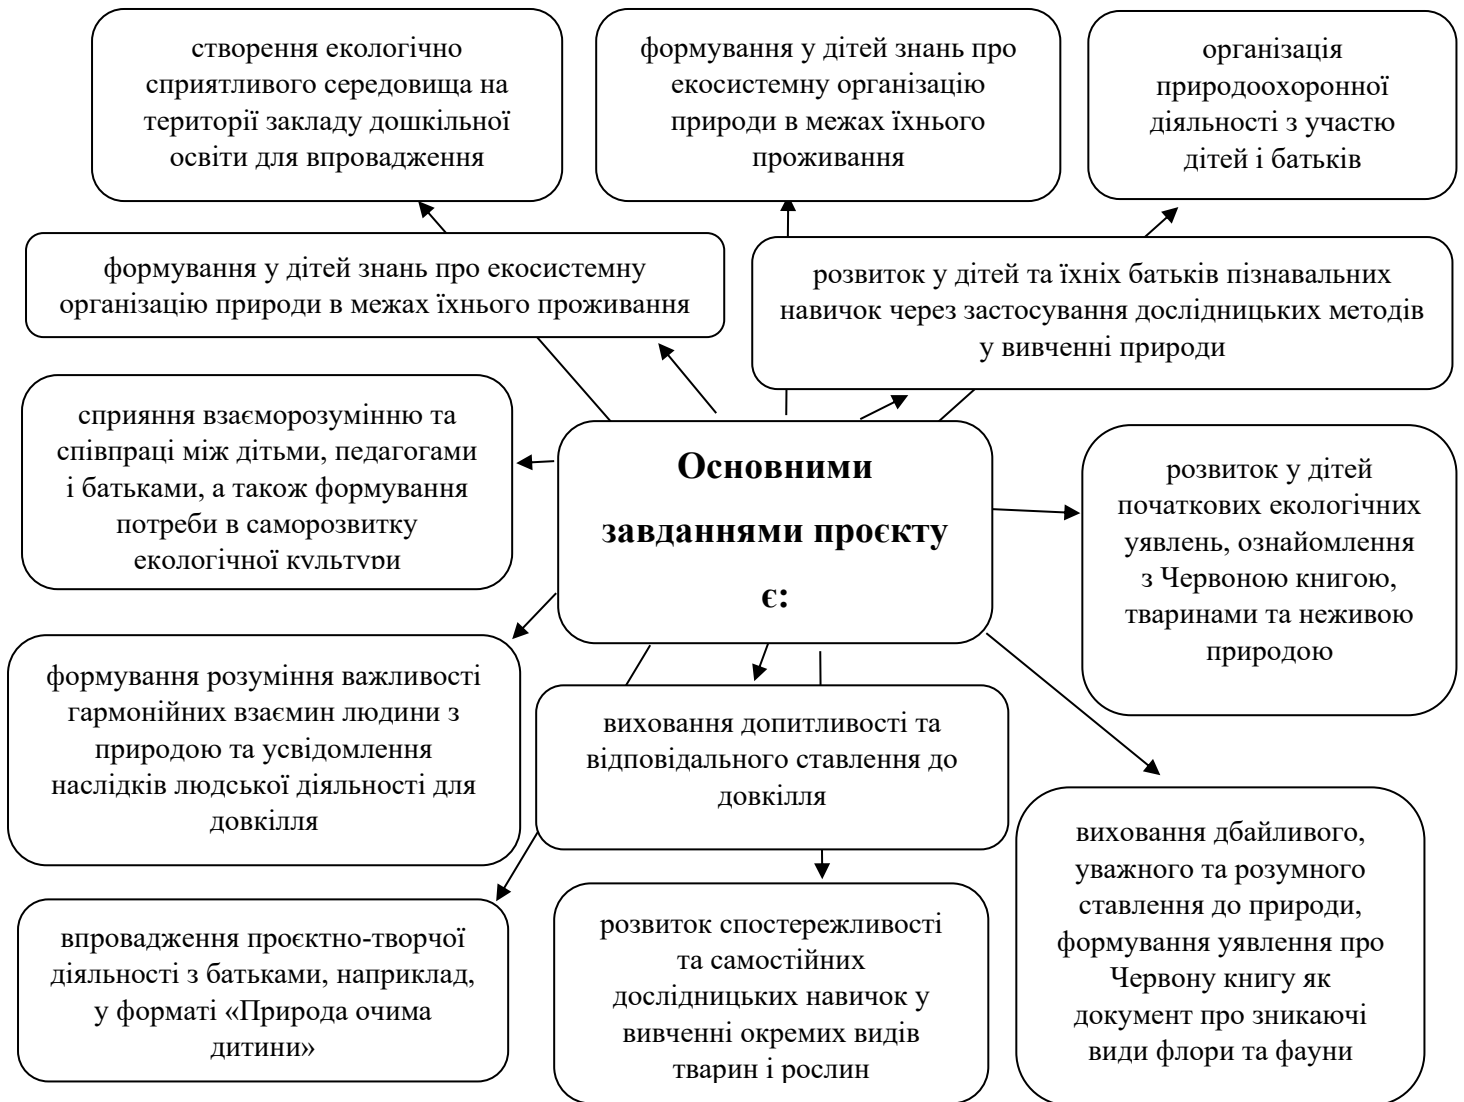 створення екологічно
сприятливого середовища на
території закладу дошкільної
освіти для впровадження
формування у дітей знань про
екосистемну організацію
природи в межах їхнього
проживання
організація
природоохоронної
діяльності з участю
дітей і батьків
формування у дітей знань про екосистемну
організацію природи в межах їхнього проживання
розвиток у дітей та їхніх батьків пізнавальних
навичок через застосування дослідницьких методів
у вивченні природи
сприяння взаєморозумінню та
співпраці між дітьми, педагогами
і батьками, а також формування
потреби в саморозвитку
екологічної культури
Основними
завданнями проєкту
є:
розвиток у дітей
початкових екологічних
уявлень, ознайомлення
з Червоною книгою,
тваринами та неживою
природою
формування розуміння важливості
гармонійних взаємин людини з
природою та усвідомлення
наслідків людської діяльності для
довкілля
виховання допитливості та
відповідального ставлення до
довкілля
виховання дбайливого,
уважного та розумного
ставлення до природи,
формування уявлення про
Червону книгу як
документ про зникаючі
види флори та фауни
впровадження проєктно-творчої
діяльності з батьками, наприклад,
у форматі «Природа очима
дитини»
розвиток спостережливості
та самостійних
дослідницьких навичок у
вивченні окремих видів
тварин і рослин